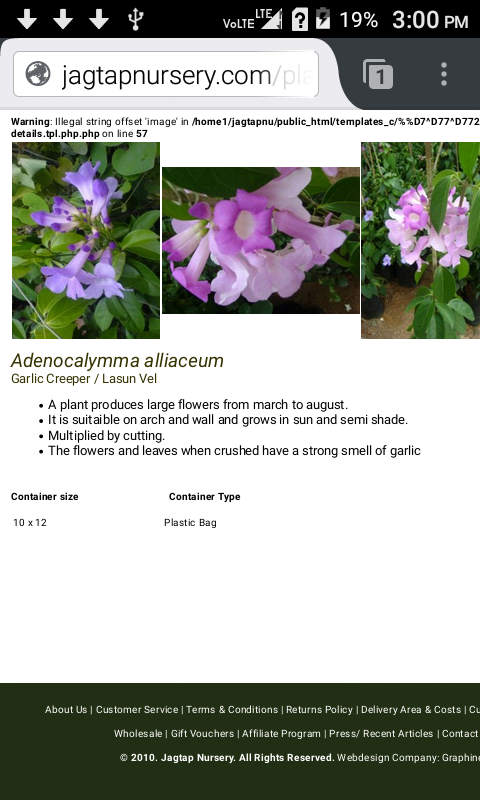 VoLTE LTE 19% 3:00 PM
jagtapnursery.com/pla
1
Warning: Illegal string offset 'image' in /home1/jagtapnu/public_html/templates_c/%%D7^D77^D772
details.tpl.php.php on line 57
Adenocalymma alliaceum
Garlic Creeper / Lasun Vel
• A plant produces large flowers from march to august.
• It is suitaible on arch and wall and grows in sun and semi shade.
• Multiplied by cutting.
• The flowers and leaves when crushed have a strong smell of garlic
Container size Container Type
10 x 12 Plastic Bag
About Us | Customer Service | Terms & Conditions | Returns Policy | Delivery Area & Costs | Cu
Wholesale | Gift Vouchers | Affiliate Program | Press/ Recent Articles | Contact
© 2010. Jagtap Nursery. All Rights Reserved. Webdesign Company: Graphin